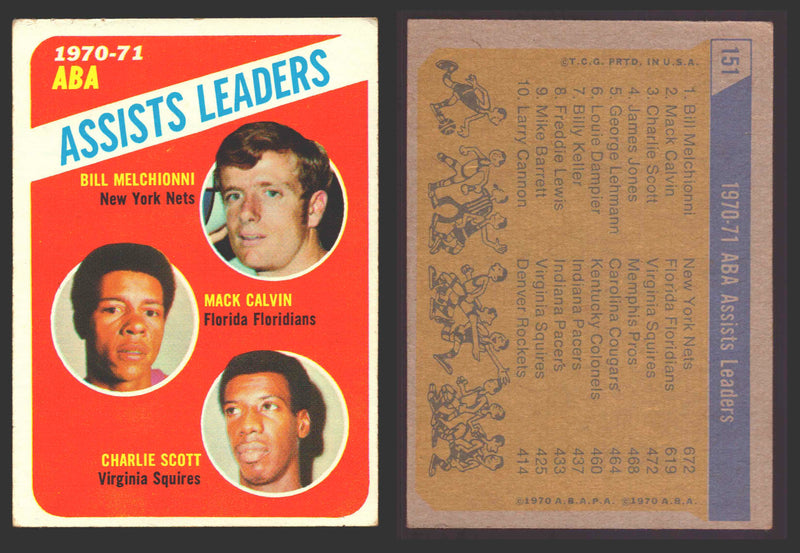 1970-71
ABA
ASSISTS LEADERS
BILL MELCHIONNI
New York Nets
MACK CALVIN
Florida Floridians
CHARLIE SCOTT
Virginia Squires
151
1970-71 ABA Assists Leaders
1. Bill Melchionni New York Nets 672
2. Mack Calvin Florida Floridians 619
3. Charlie Scott Virginia Squires 472
4. James Jones Memphis Pros 468
5. George Lehmann Carolina Cougars 464
6. Louie Dampier Kentucky Colonels 460
7. Billy Keller Indiana Pacers 437
8. Freddie Lewis Indiana Pacers 433
9. Mike Barrett Virginia Squires 425
10. Larry Cannon Denver Rockets 414
©T.C.G. PRTD. IN U.S.A.
©1970 A.B.A.P.A. ©1970 A.B.A.